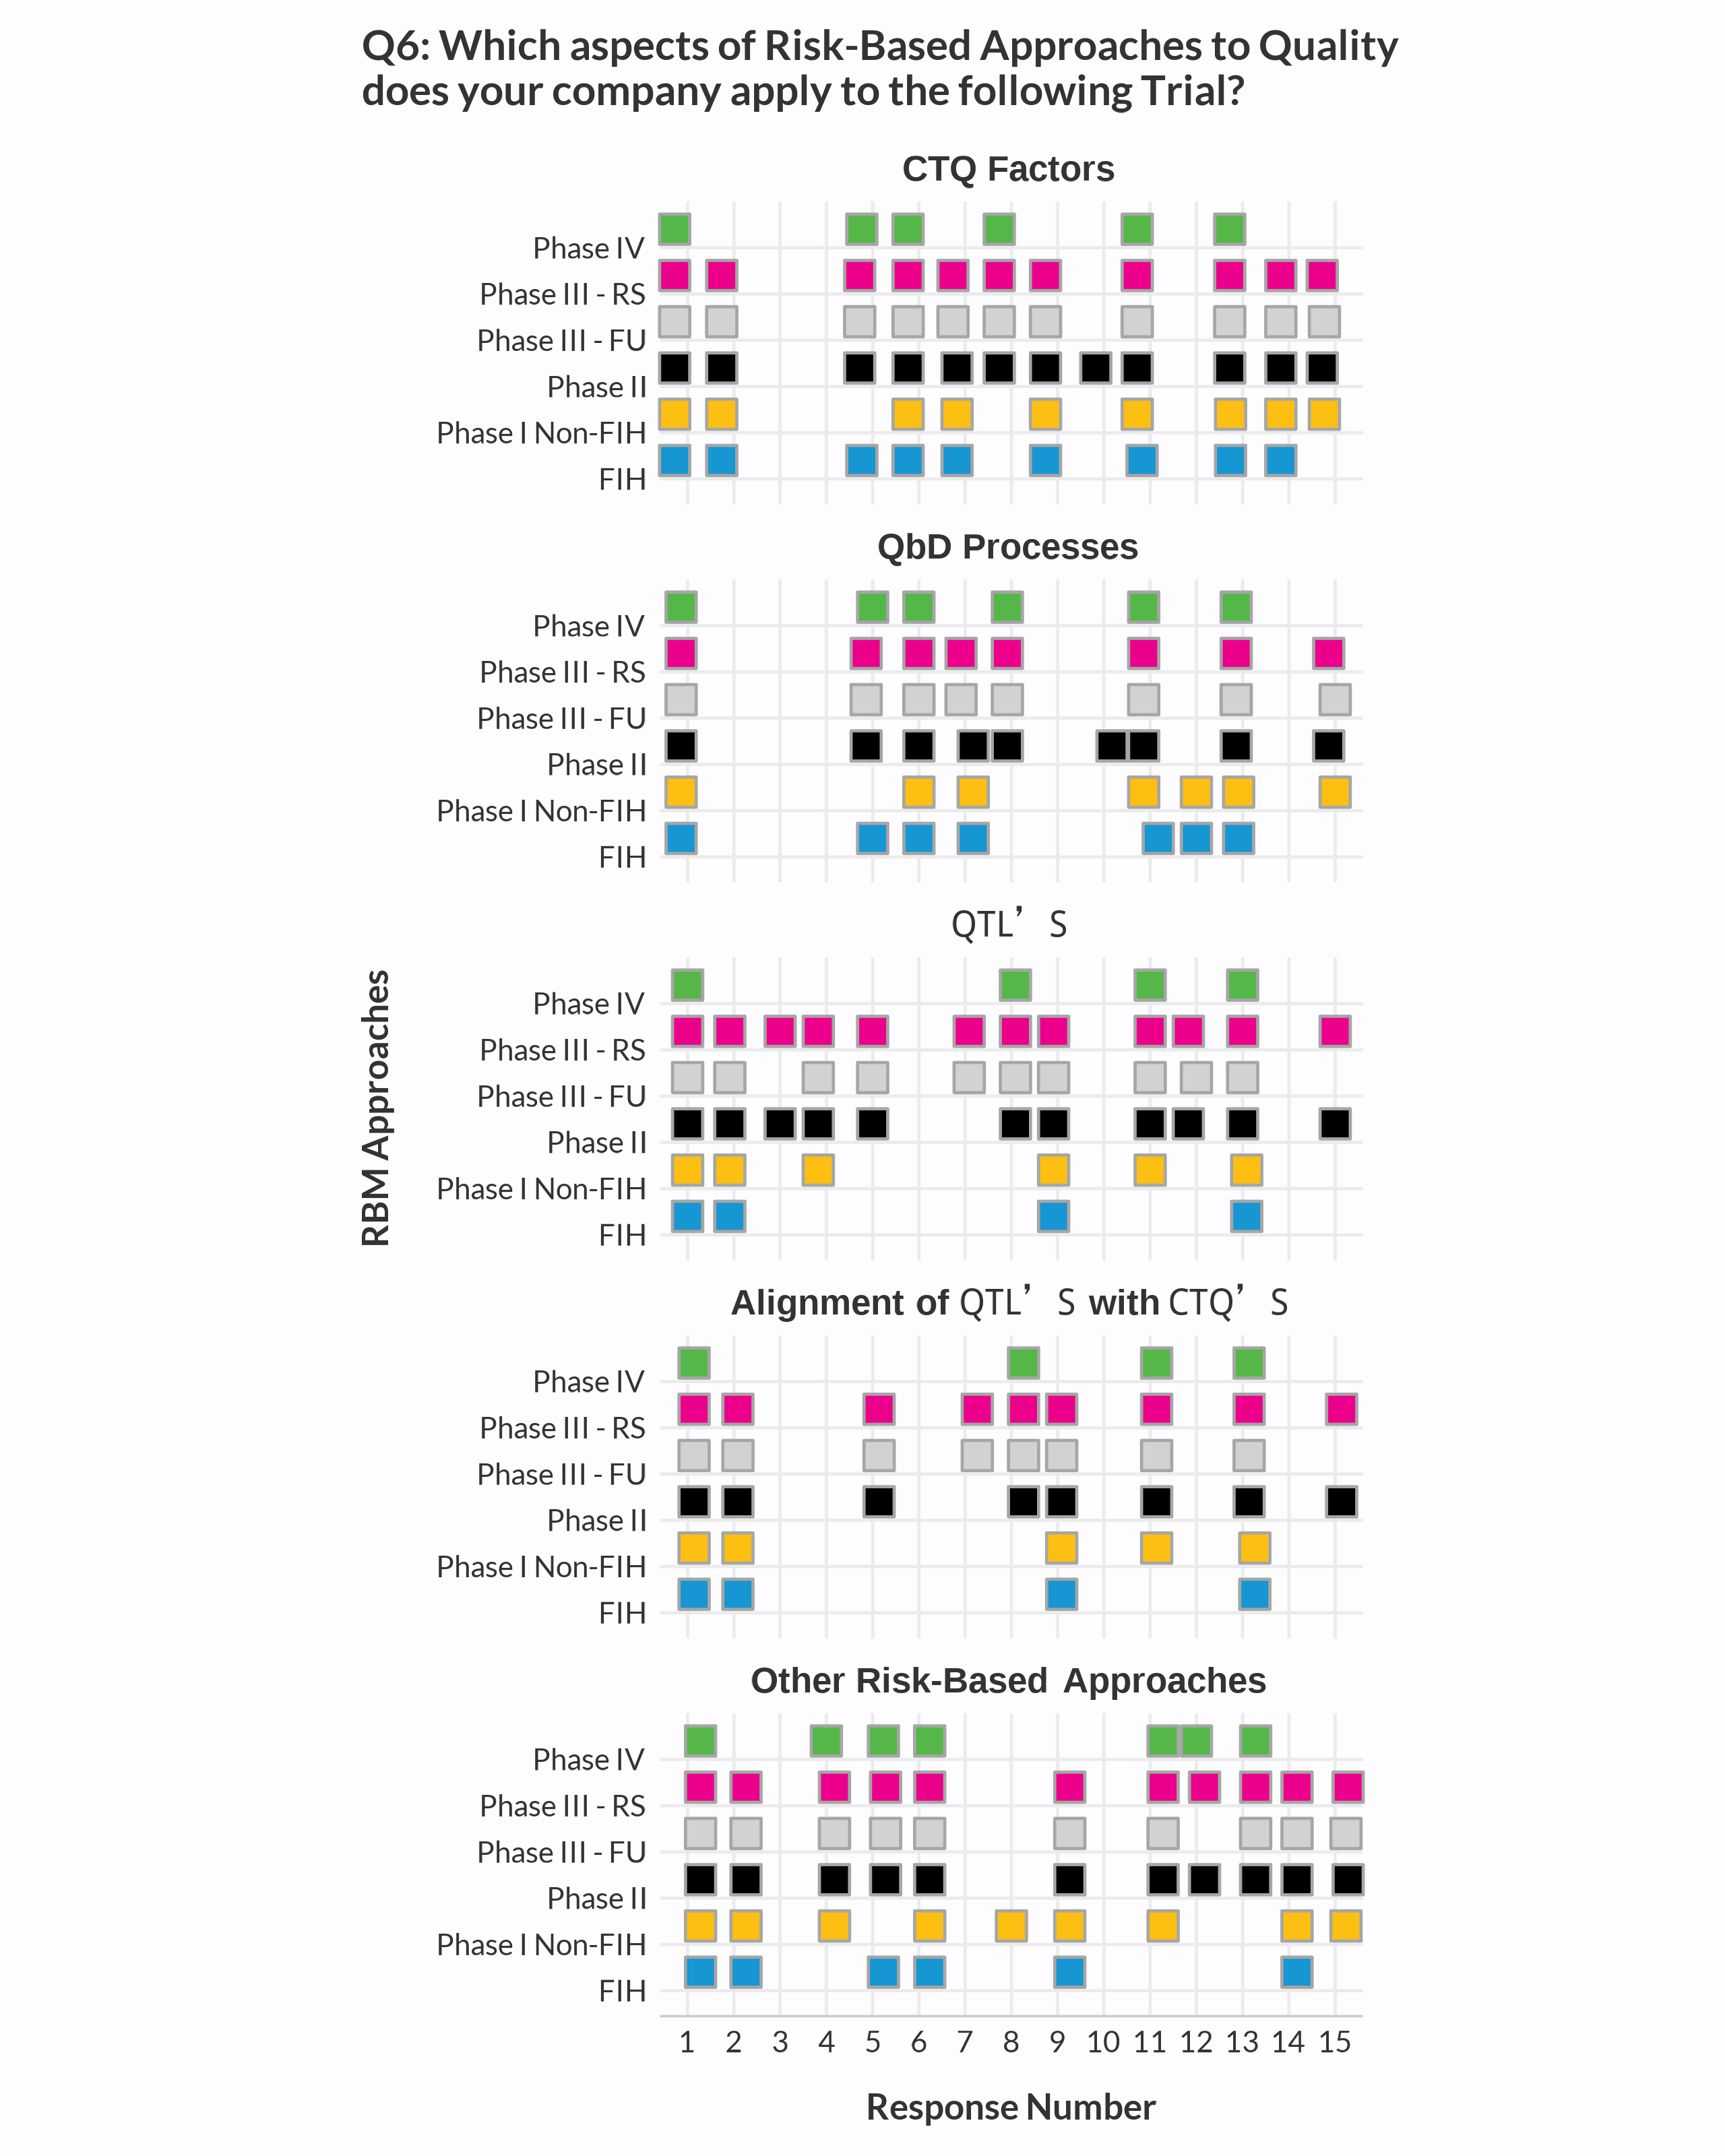 Q6: Which aspects of Risk-Based Approaches to Quality
does your company apply to the following Trial?
CTQ Factors
Phase IV
Phase III - RS
Phase III - FU
Phase II
Phase I Non-FIH
FIH
QbD Processes
Phase IV
Phase III - RS
Phase III - FU
Phase II
Phase I Non-FIH
FIH
QTL’ S
Phase IV
Phase III - RS
Phase III - FU
Phase II
Phase I Non-FIH
FIH
RBM Approaches
Alignment of QTL’ S with CTQ’ S
Phase IV
Phase III - RS
Phase III - FU
Phase II
Phase I Non-FIH
FIH
Other Risk-Based Approaches
Phase IV
Phase III - RS
Phase III - FU
Phase II
Phase I Non-FIH
FIH
1 2 3 4 5 6 7 8 9 10 11 12 13 14 15
Response Number